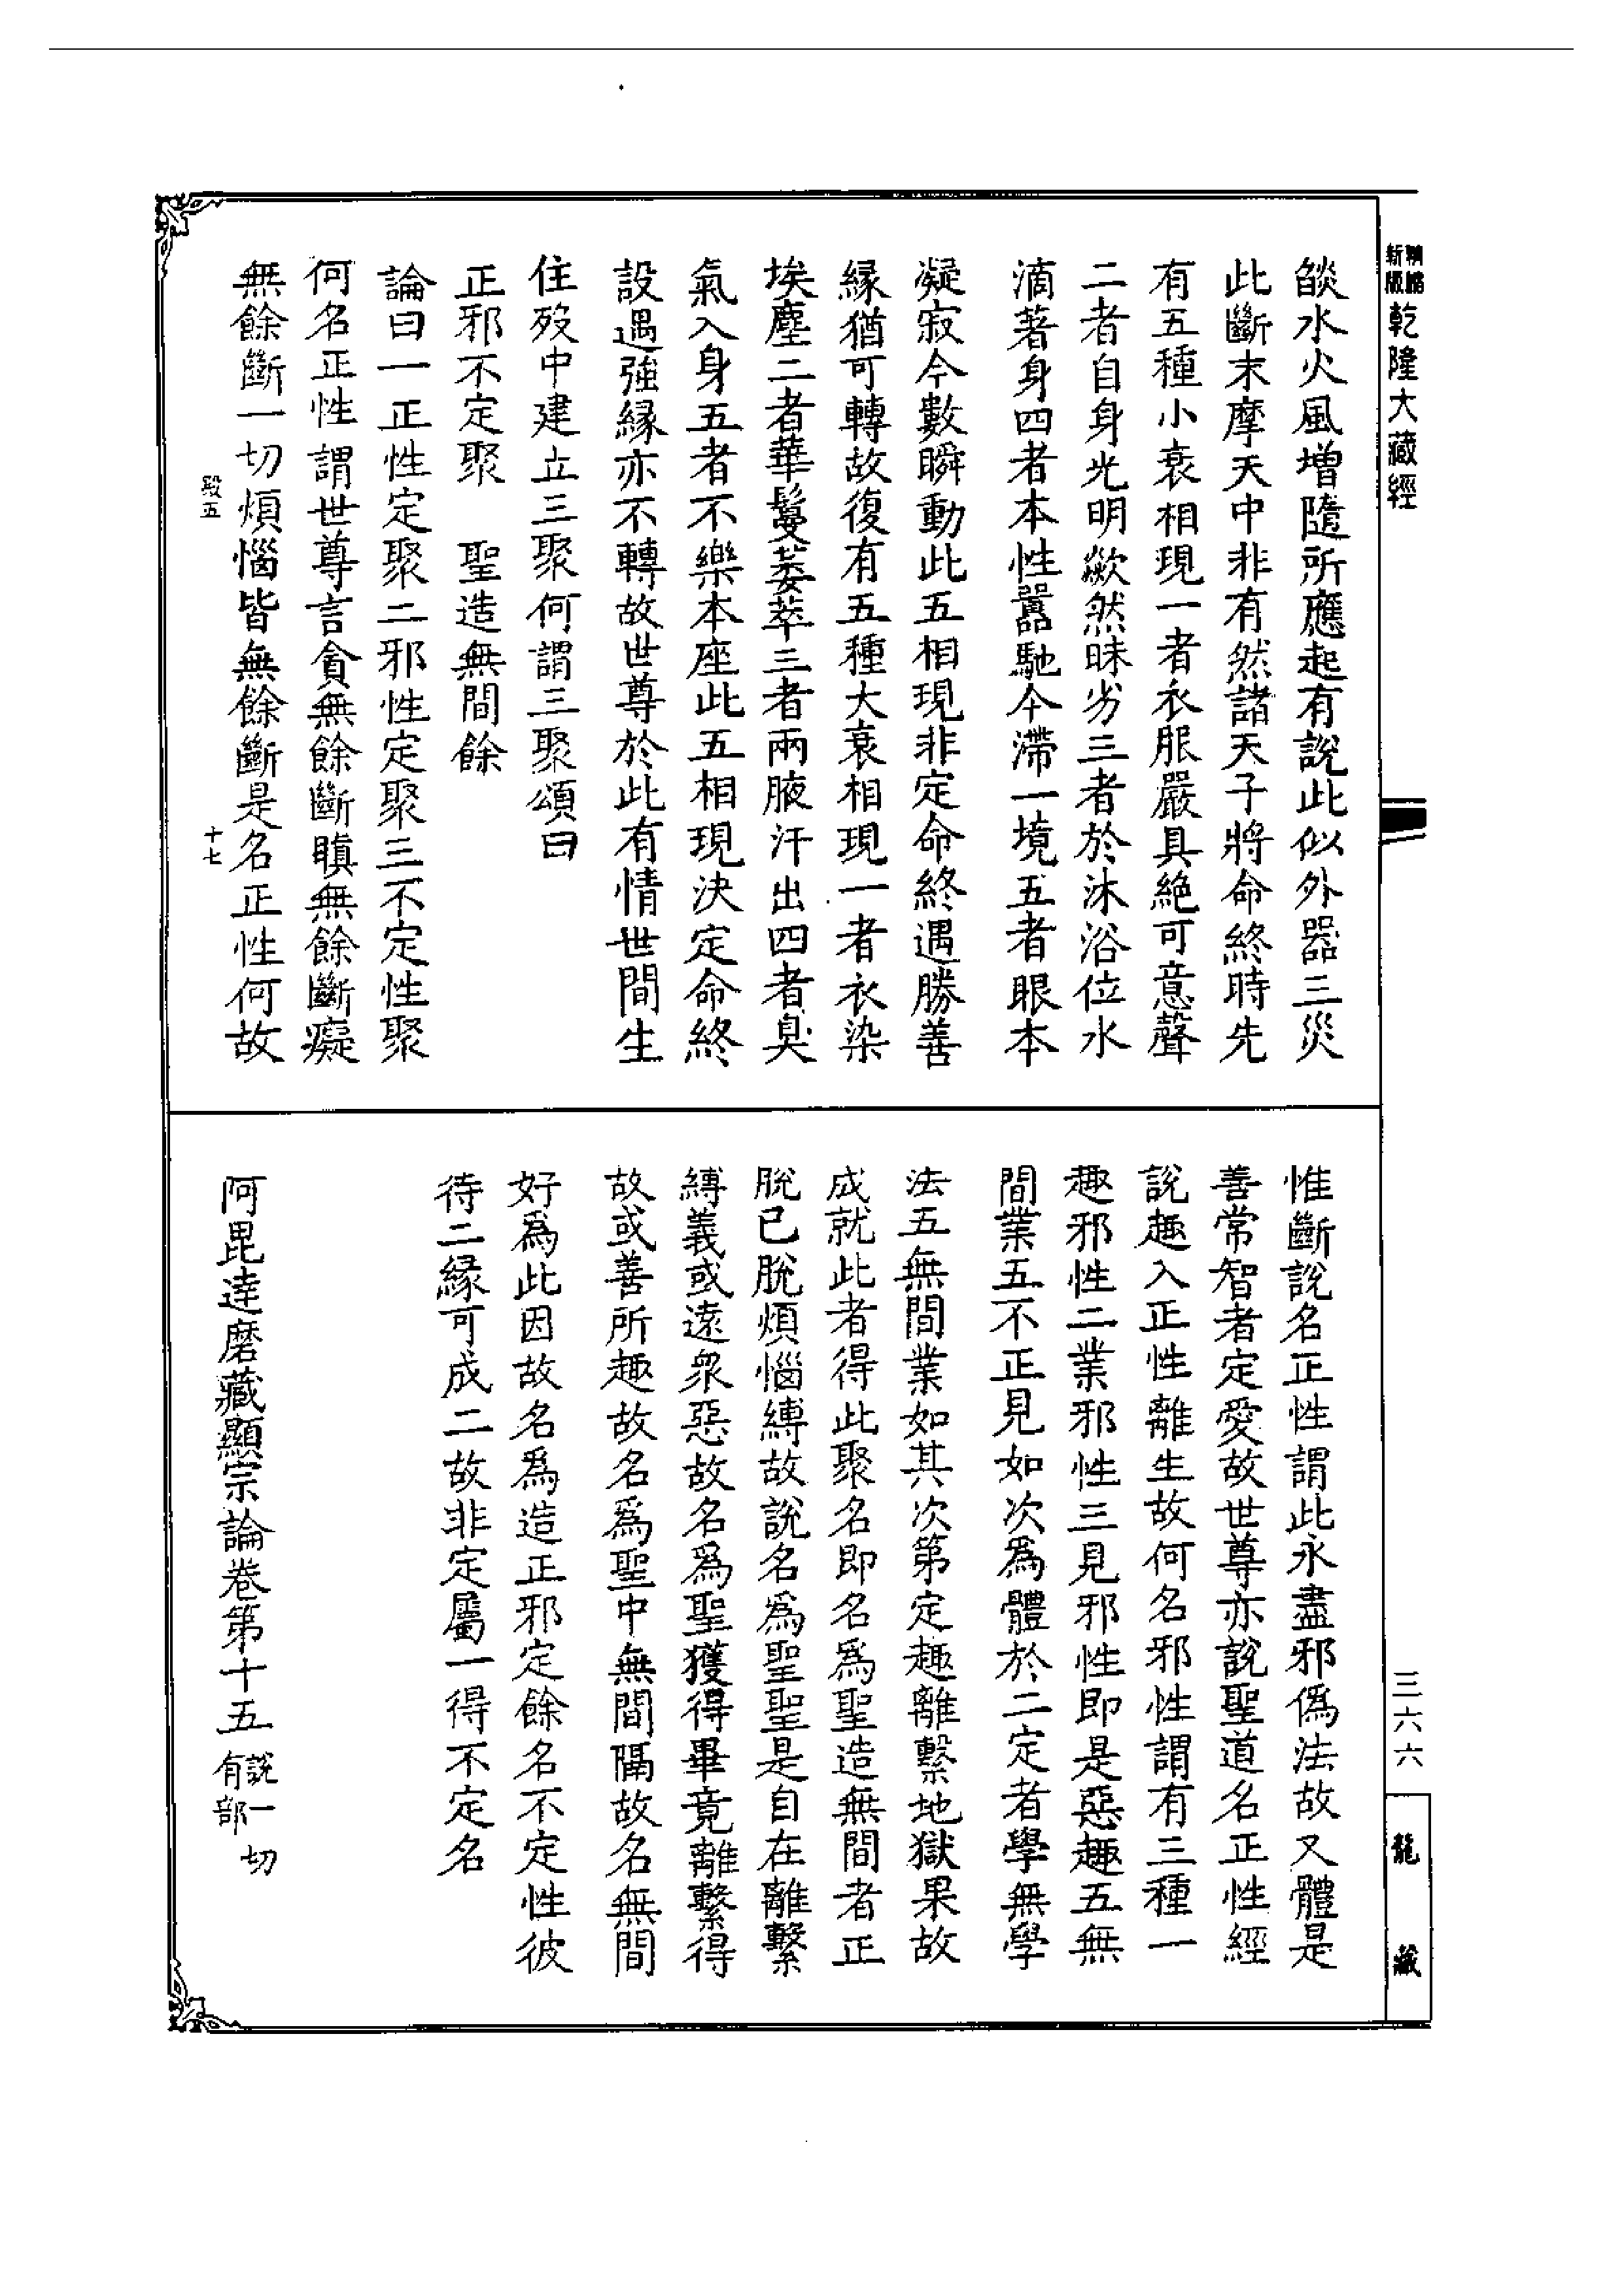 精縮
新版
乾隆大藏經
三六六
龍藏
燄水火風增隨所應起有說此似外器三災
此斷末摩天中非有然諸天子將命終時先
有五種小衰相現一者衣服嚴具絕可意聲
二者自身光明歘然昧劣三者於沐浴位水
滴著身四者本性囂馳今滯一境五者眼本
凝寂今數瞬動此五相現非定命終遇勝善
緣猶可轉故復有五種大衰相現一者衣染
埃塵二者華鬘萎萃三者兩腋汗出四者臭
氣入身五者不樂本座此五相現決定命終
設遇強緣亦不轉故世尊於此有情世間生
住歿中建立三聚何謂三聚頌曰
正邪不定聚　聖造無間餘
論曰一正性定聚二邪性定聚三不定性聚
何名正性謂世尊言貪無餘斷瞋無餘斷癡
無餘斷一切煩惱皆無餘斷是名正性何故
殿五　十七
惟斷說名正性謂此永盡邪僞法故又體是
善常智者定愛故世尊亦說聖道名正性經
說趣入正性離生故何名邪性謂有三種一
趣邪性二業邪性三見邪性即是惡趣五無
間業五不正見如次爲體於二定者學無學
法五無間業如其次第定趣離繫地獄果故
成就此者得此聚名即名爲聖造無間者正
脫已脫煩惱縛故說名爲聖聖是自在離繫
縛義或遠衆惡故名爲聖獲得畢竟離繫得
故或善所趣故名爲聖中無間隔故名無間
好爲此因故名爲造正邪定餘名不定性彼
待二緣可成二故非定屬一得不定名
阿毘達磨藏顯宗論卷第十五說一切有部